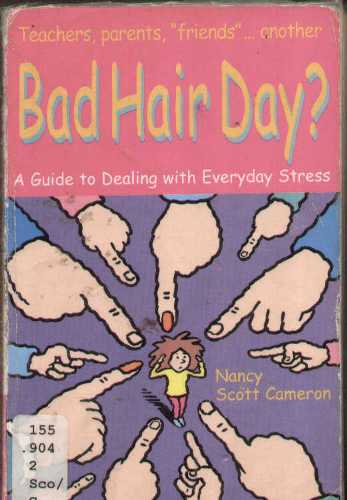 Teachers, parents, "friends"... another
Bad Hair Day?
A Guide to Dealing with Everyday Stress
Nancy
Scott Cameron
155
.904
2
Sco/